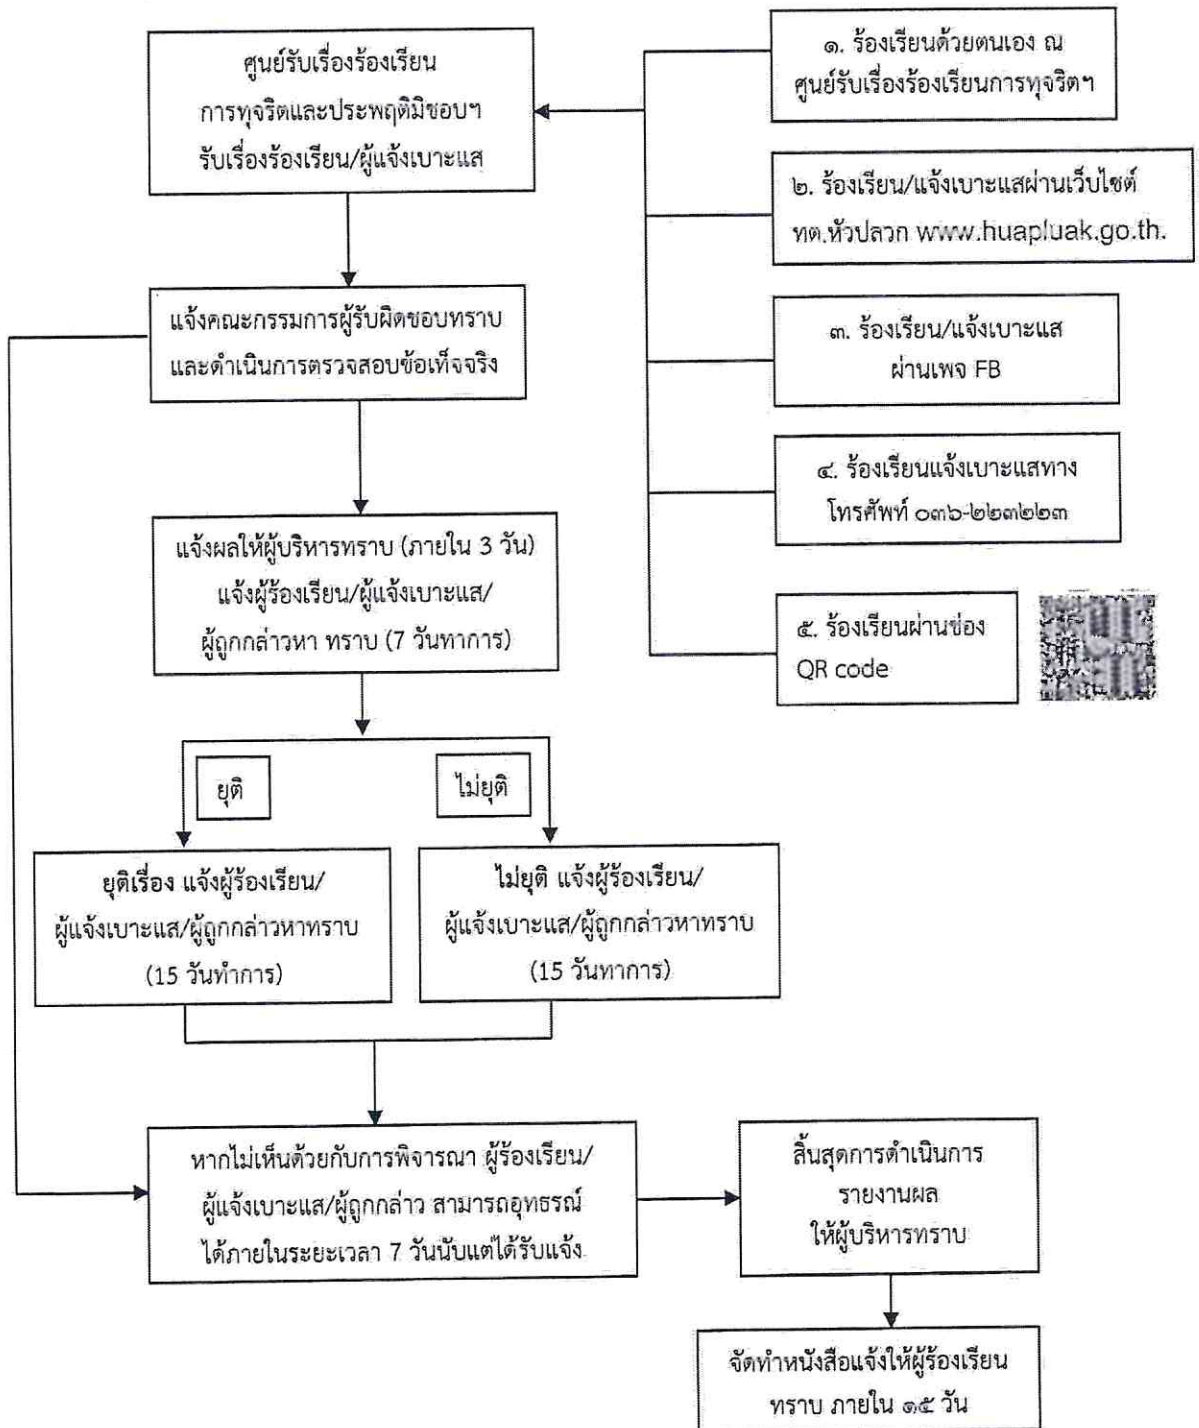 ศูนย์รับเรื่องร้องเรียน
การทุจริตและประพฤติมิชอบฯ
รับเรื่องร้องเรียน/ผู้แจ้งเบาะแส
๑. ร้องเรียนด้วยตนเอง ณ
ศูนย์รับเรื่องร้องเรียนการทุจริตฯ
๒. ร้องเรียน/แจ้งเบาะแสผ่านเว็บไซต์
ทต.หัวปลวก www.huapluak.go.th.
๓. ร้องเรียน/แจ้งเบาะแส
ผ่านเพจ FB
๔. ร้องเรียนแจ้งเบาะแสทาง
โทรศัพท์ ๐๓๖-๒๒๓๒๒๓
๕. ร้องเรียนผ่านช่อง
QR code
แจ้งคณะกรรมการผู้รับผิดชอบทราบ
และดำเนินการตรวจสอบข้อเท็จจริง
แจ้งผลให้ผู้บริหารทราบ (ภายใน 3 วัน)
แจ้งผู้ร้องเรียน/ผู้แจ้งเบาะแส/
ผู้ถูกกล่าวหา ทราบ (7 วันทาการ)
ยุติ
ไม่ยุติ
ยุติเรื่อง แจ้งผู้ร้องเรียน/
ผู้แจ้งเบาะแส/ผู้ถูกกล่าวหาทราบ
(15 วันทำการ)
ไม่ยุติ แจ้งผู้ร้องเรียน/
ผู้แจ้งเบาะแส/ผู้ถูกกล่าวหาทราบ
(15 วันทาการ)
หากไม่เห็นด้วยกับการพิจารณา ผู้ร้องเรียน/
ผู้แจ้งเบาะแส/ผู้ถูกกล่าว สามารถอุทธรณ์
ได้ภายในระยะเวลา 7 วันนับแต่ได้รับแจ้ง
สิ้นสุดการดำเนินการ
รายงานผล
ให้ผู้บริหารทราบ
จัดทำหนังสือแจ้งให้ผู้ร้องเรียน
ทราบ ภายใน ๑๕ วัน